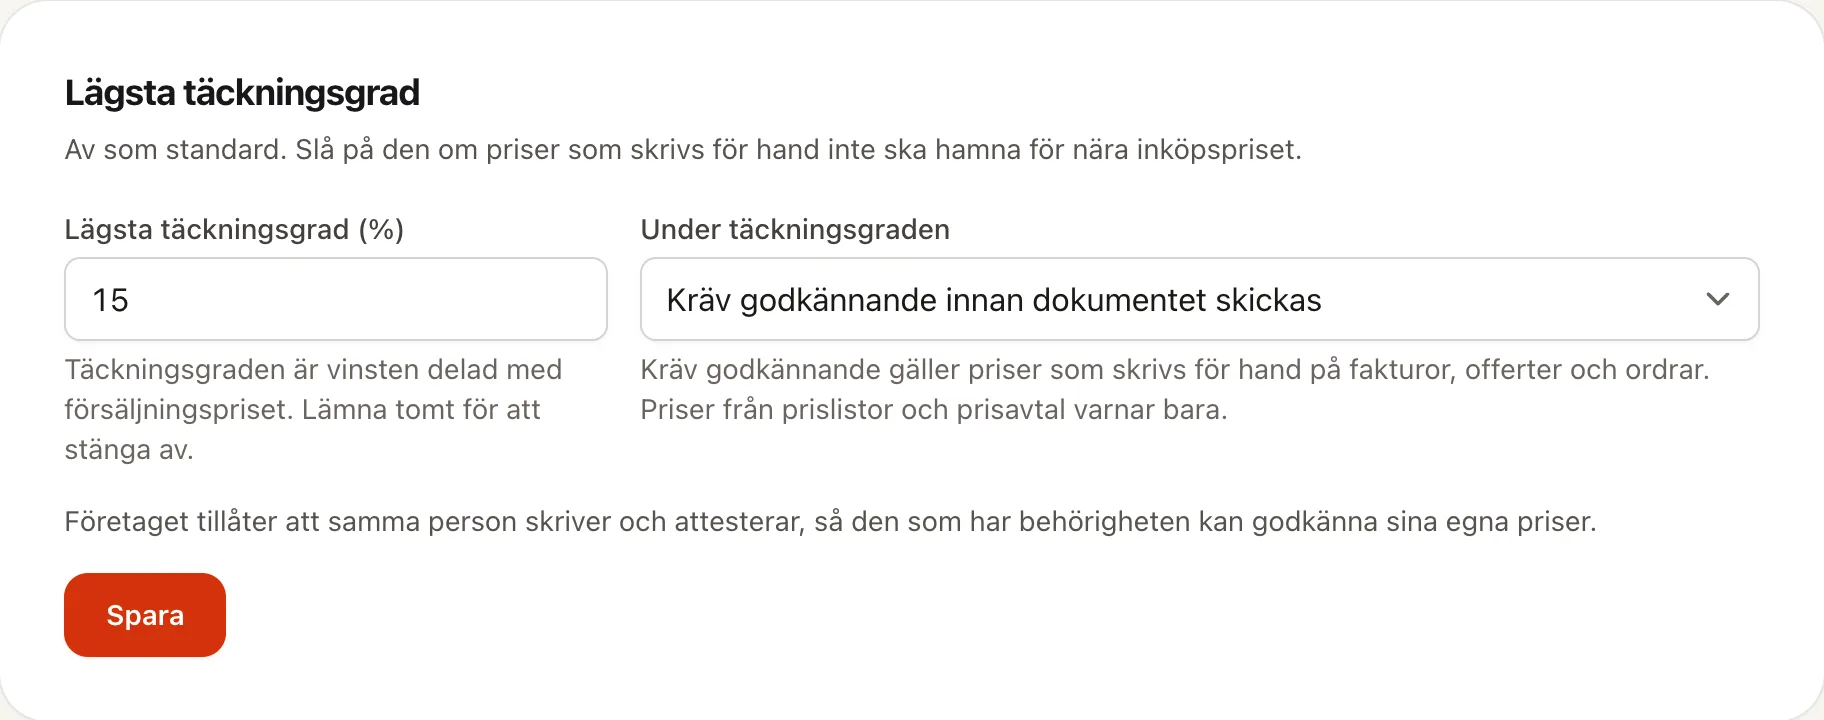 Lägsta täckningsgrad
Av som standard. Slå på den om priser som skrivs för hand inte ska hamna för nära inköpspriset.
Lägsta täckningsgrad (%)
15
Täckningsgraden är vinsten delad med
försäljningspriset. Lämna tomt för att
stänga av.
Under täckningsgraden
Kräv godkännande innan dokumentet skickas
Kräv godkännande gäller priser som skrivs för hand på fakturor, offerter och ordrar.
Priser från prislistor och prisavtal varnar bara.
Företaget tillåter att samma person skriver och attesterar, så den som har behörigheten kan godkänna sina egna priser.
Spara